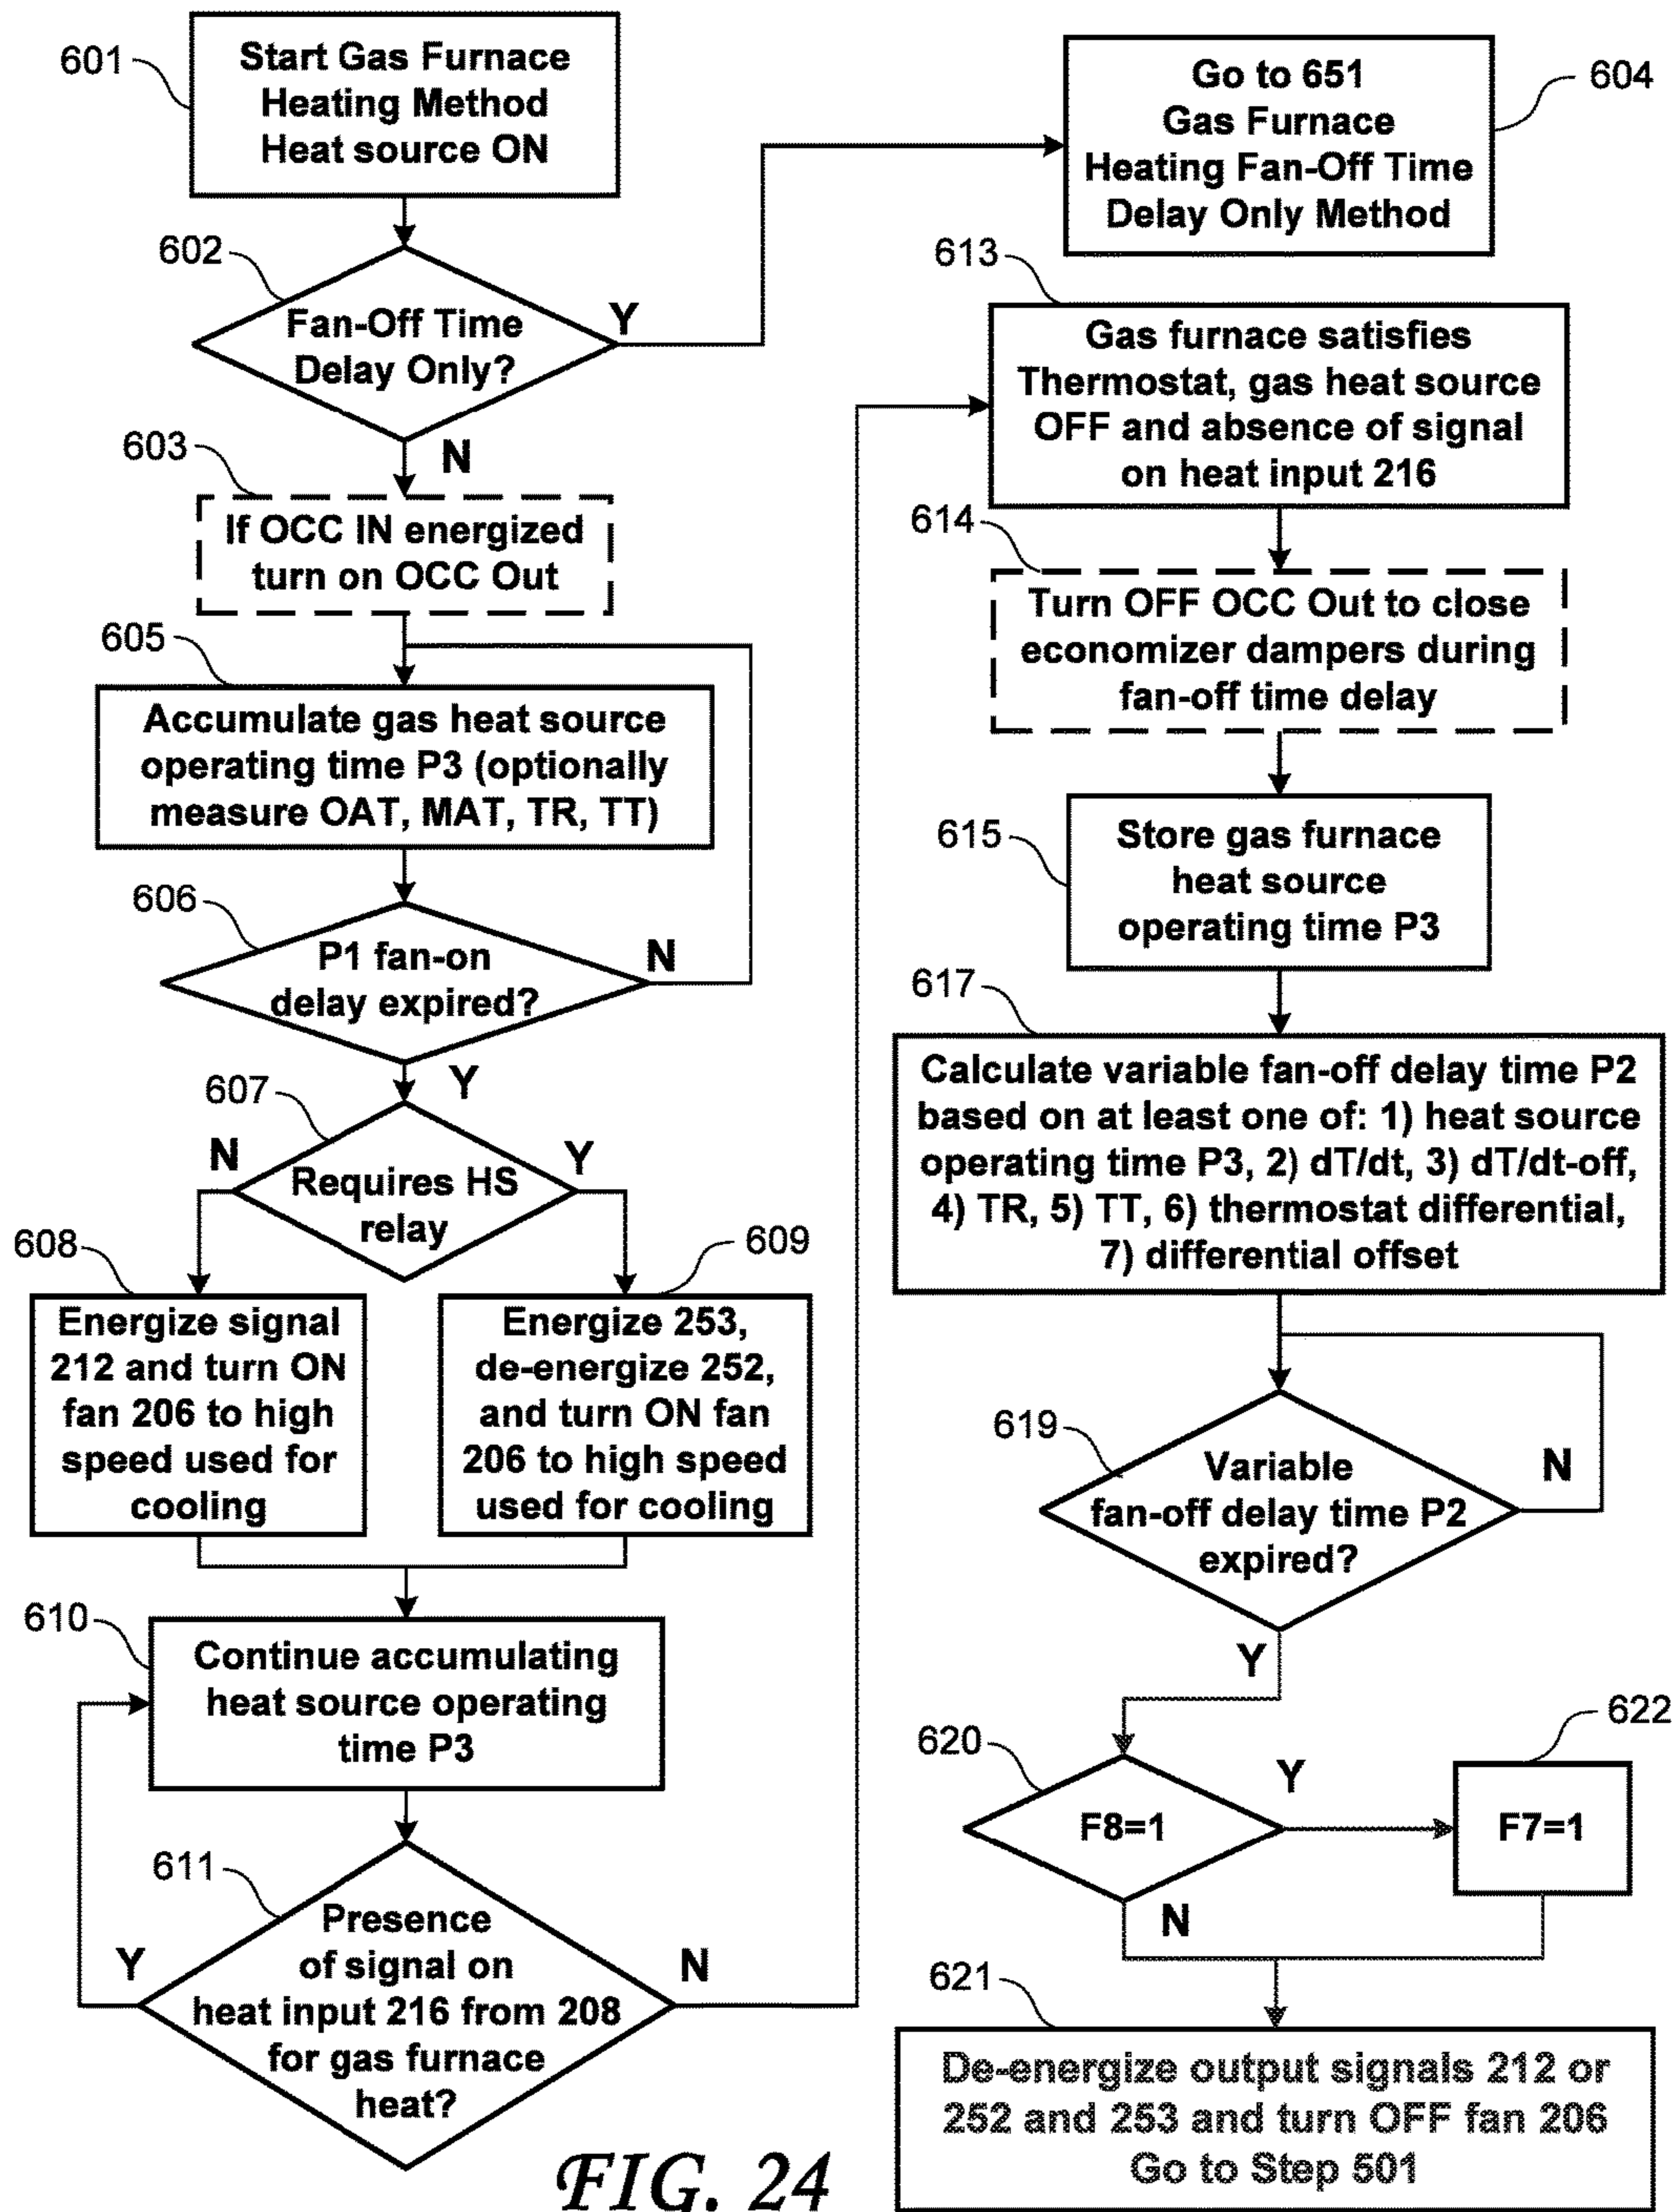 601
Start Gas Furnace
Heating Method
Heat source ON
602
Fan-Off Time
Delay Only?
Y
N
603
If OCC IN energized
turn on OCC Out
605
Accumulate gas heat source
operating time P3 (optionally
measure OAT, MAT, TR, TT)
606
P1 fan-on
delay expired?
N
Y
607
Requires HS
relay
N
Y
608
Energize signal
212 and turn ON
fan 206 to high
speed used for
cooling
609
Energize 253,
de-energize 252,
and turn ON fan
206 to high speed
used for cooling
610
Continue accumulating
heat source operating
time P3
611
Presence
of signal on
heat input 216 from 208
for gas furnace
heat?
Y
N
604
Go to 651
Gas Furnace
Heating Fan-Off Time
Delay Only Method
613
Gas furnace satisfies
Thermostat, gas heat source
OFF and absence of signal
on heat input 216
614
Turn OFF OCC Out to close
economizer dampers during
fan-off time delay
615
Store gas furnace
heat source
operating time P3
617
Calculate variable fan-off delay time P2
based on at least one of: 1) heat source
operating time P3, 2) dT/dt, 3) dT/dt-off,
4) TR, 5) TT, 6) thermostat differential,
7) differential offset
619
Variable
fan-off delay time P2
expired?
N
Y
620
F8=1
Y
N
622
F7=1
621
De-energize output signals 212 or
252 and 253 and turn OFF fan 206
Go to Step 501
FIG. 24